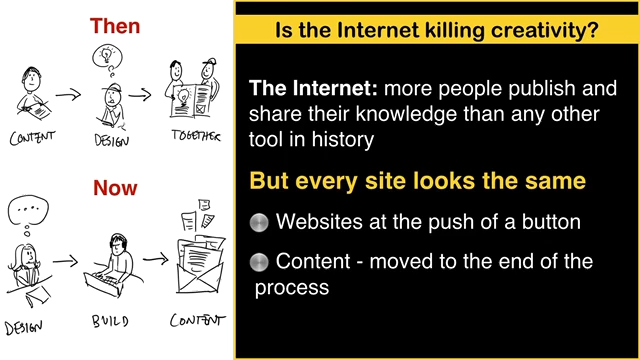 Then
CONTENT
DESIGN
TOGETHER
Now
DESIGN
BUILD
CONTENT
Is the Internet killing creativity?
The Internet: more people publish and
share their knowledge than any other
tool in history
But every site looks the same
Websites at the push of a button
Content - moved to the end of the
process